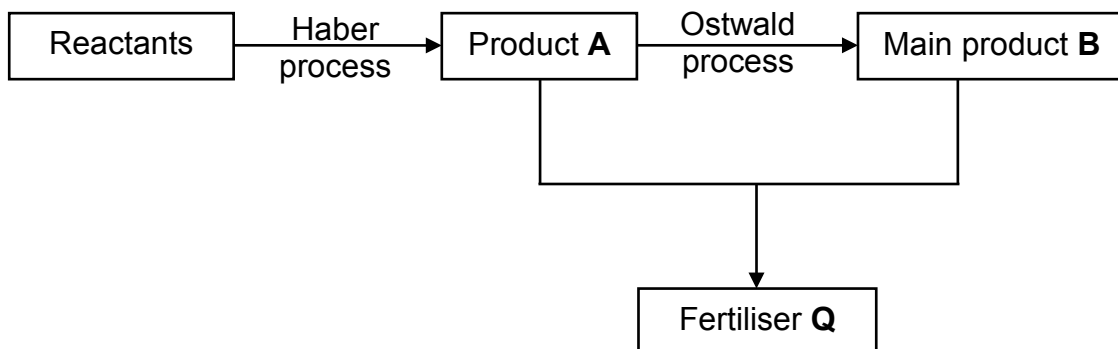 Reactants
Haber
process
Product A
Ostwald
process
Main product B
Fertiliser Q